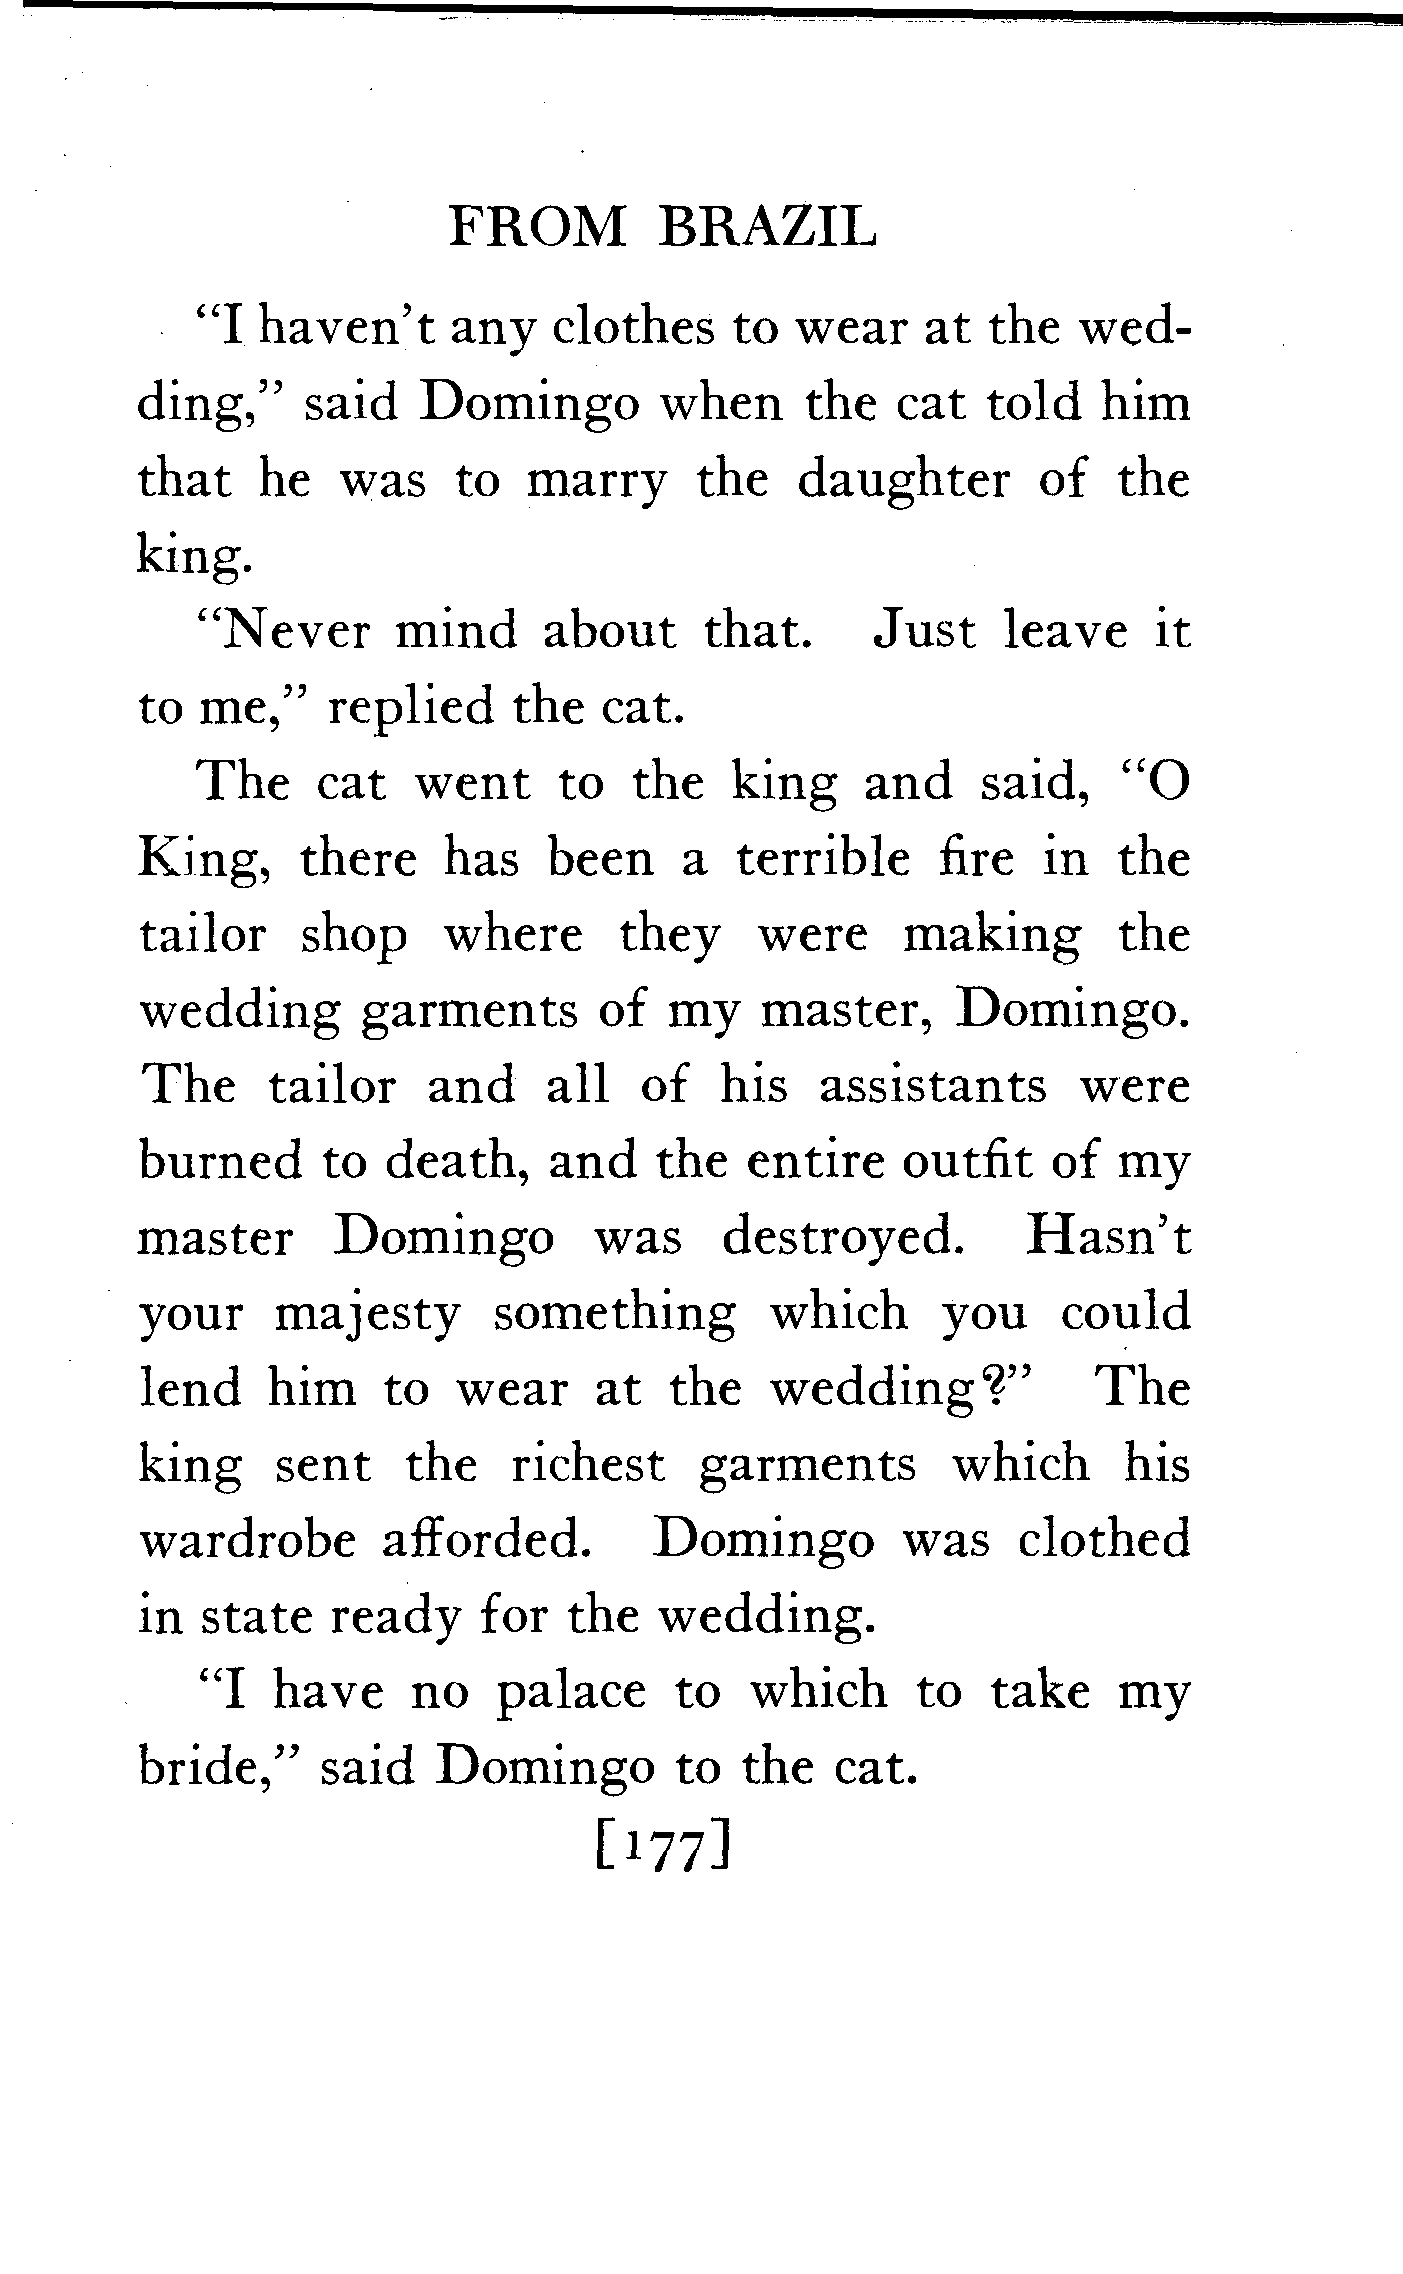 FROM BRAZIL
"I haven't any clothes to wear at the wed-
ding," said Domingo when the cat told him
that he was to marry the daughter of the
king.
"Never mind about that. Just leave it
to me," replied the cat.
The cat went to the king and said, "O
King, there has been a terrible fire in the
tailor shop where they were making the
wedding garments of my master, Domingo.
The tailor and all of his assistants were
burned to death, and the entire outfit of my
master Domingo was destroyed. Hasn't
your majesty something which you could
lend him to wear at the wedding?" The
king sent the richest garments which his
wardrobe afforded. Domingo was clothed
in state ready for the wedding.
"I have no palace to which to take my
bride," said Domingo to the cat.
[177]